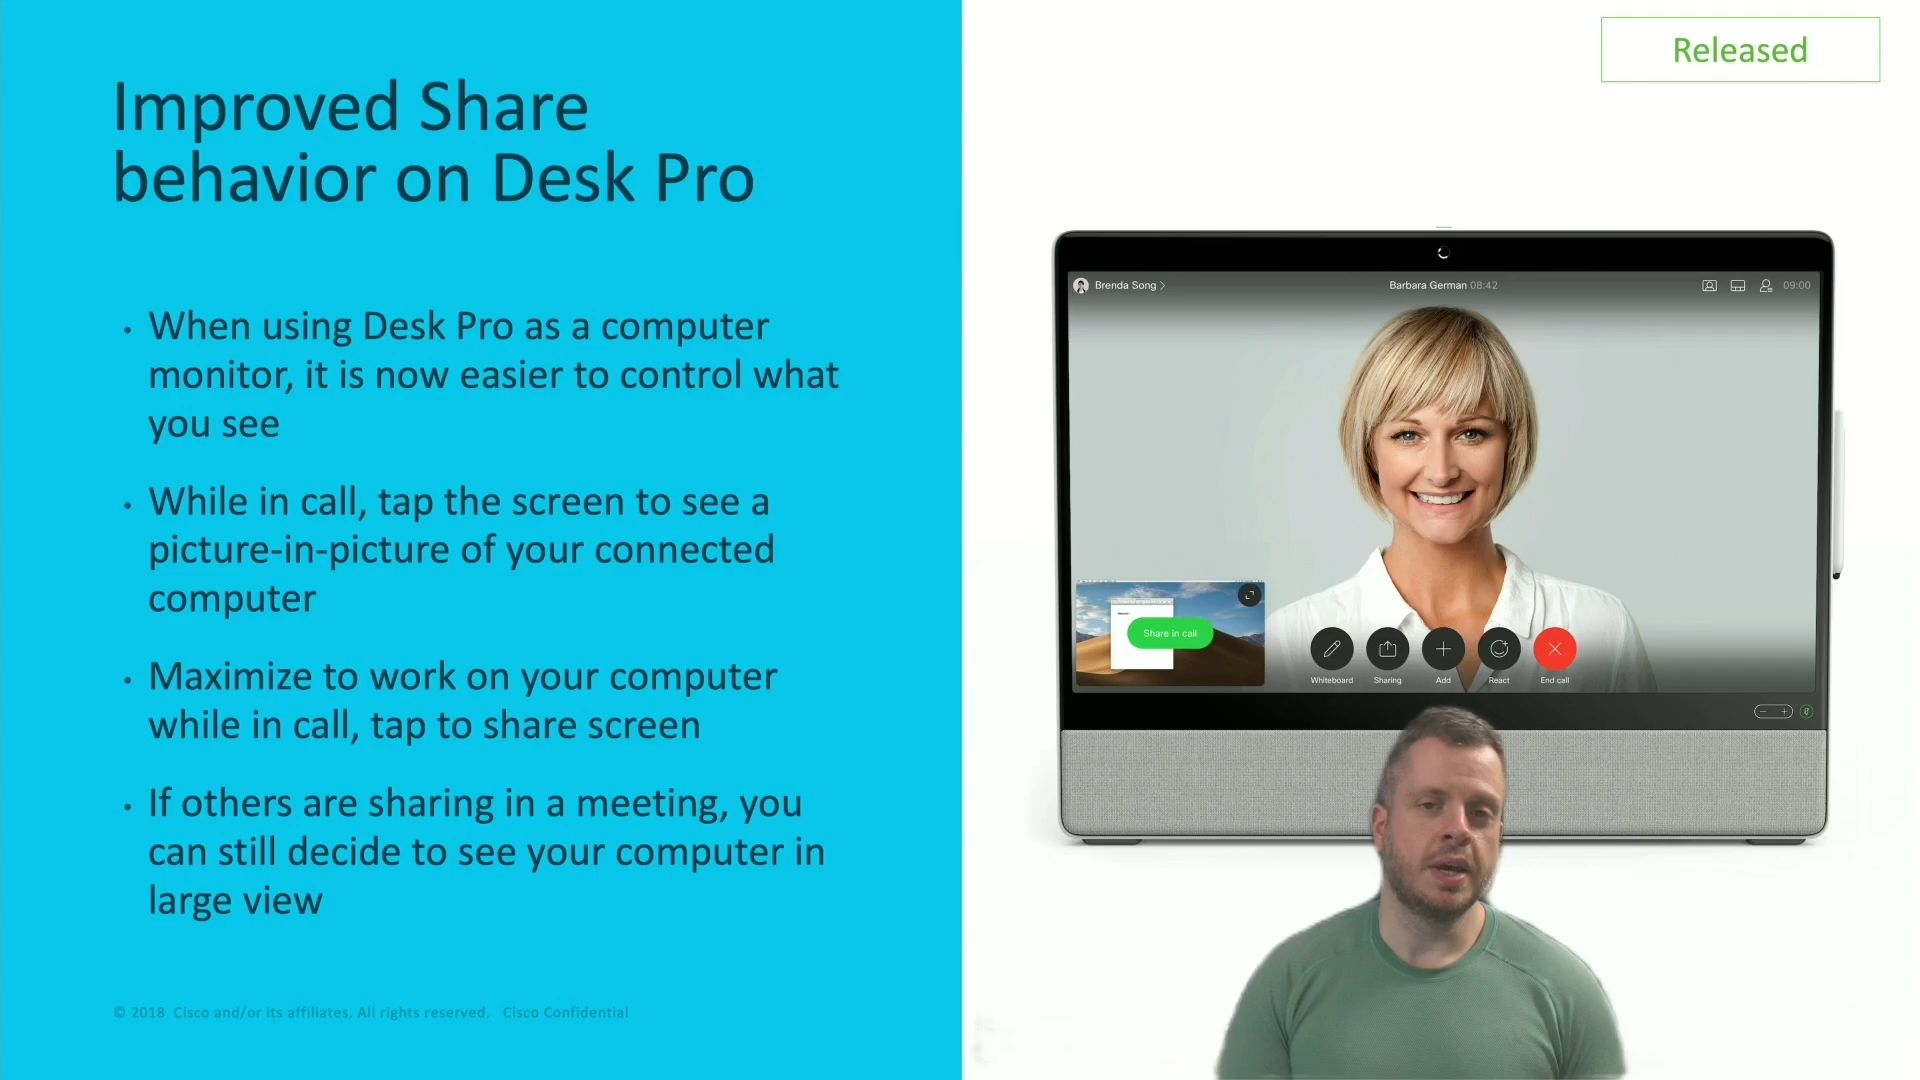 Improved Share
behavior on Desk Pro
• When using Desk Pro as a computer
monitor, it is now easier to control what
you see
• While in call, tap the screen to see a
picture-in-picture of your connected
computer
• Maximize to work on your computer
while in call, tap to share screen
• If others are sharing in a meeting, you
can still decide to see your computer in
large view
© 2018 Cisco and/or its affiliates. All rights reserved. Cisco Confidential
Released
Brenda Song >
Barbara German 08:42
09:00
Share in call
Whiteboard
Sharing
Add
React
End call